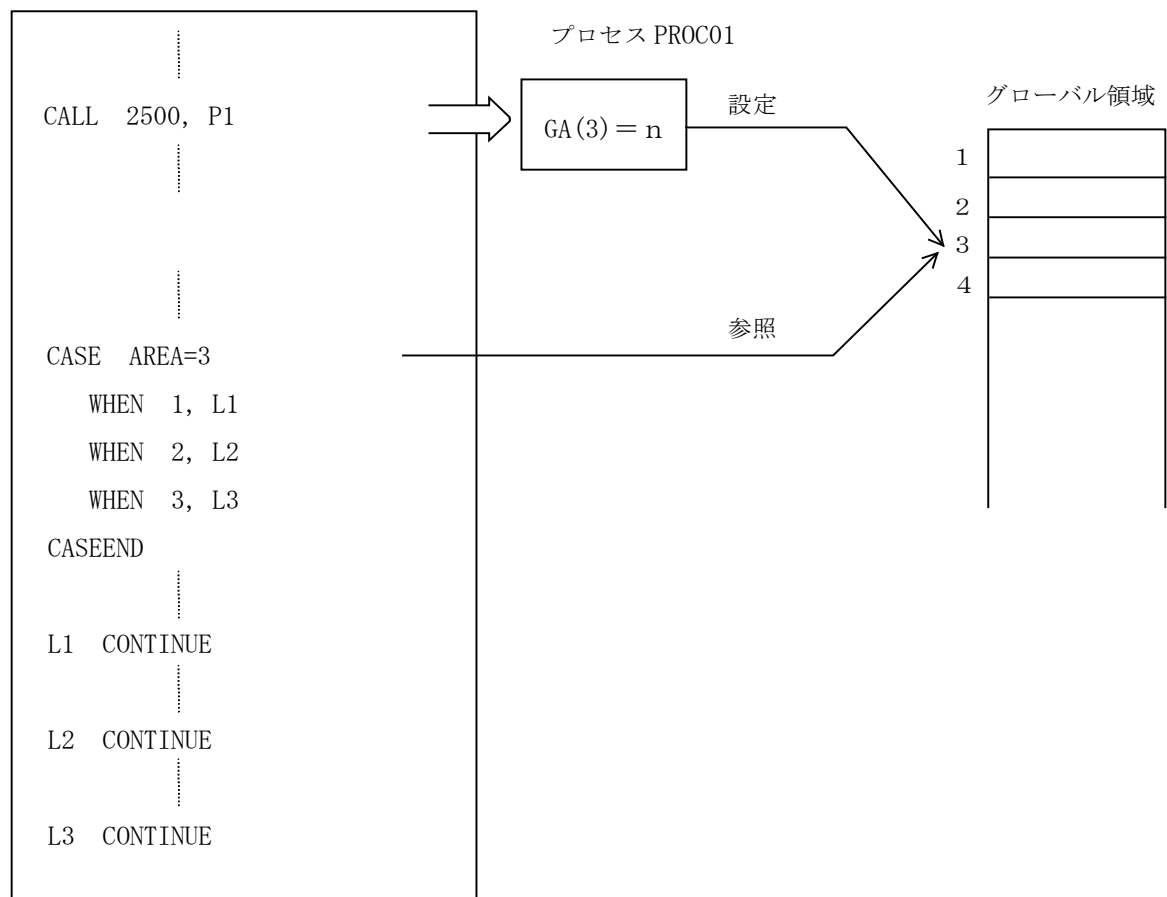 プロセス PROC01
CALL 2500, P1
GA(3)＝ｎ
設定
グローバル領域
１
２
３
４
参照
CASE AREA=3
WHEN 1, L1
WHEN 2, L2
WHEN 3, L3
CASEEND
L1 CONTINUE
L2 CONTINUE
L3 CONTINUE